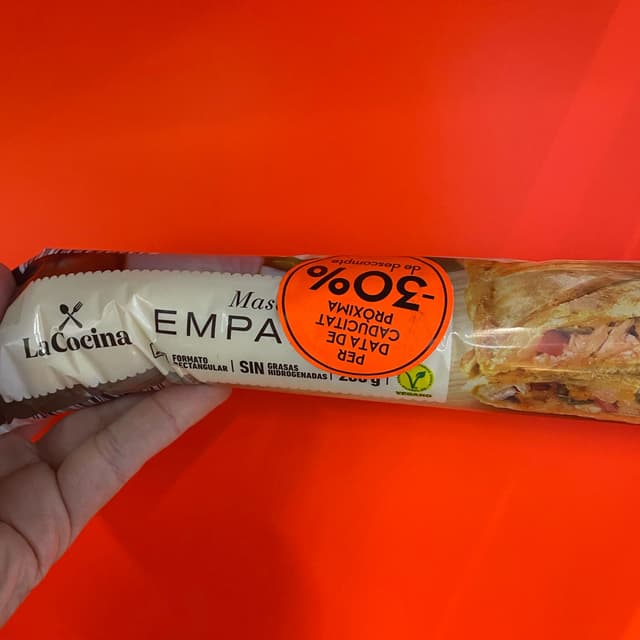 La Cocina
Mas
EMPA
FORMATO
RECTANGULAR
SIN GRASAS
HIDROGENADAS
g
VEGANO
PER
DATA DE
CADUCITAT
PRÒXIMA
-30%
de descompte